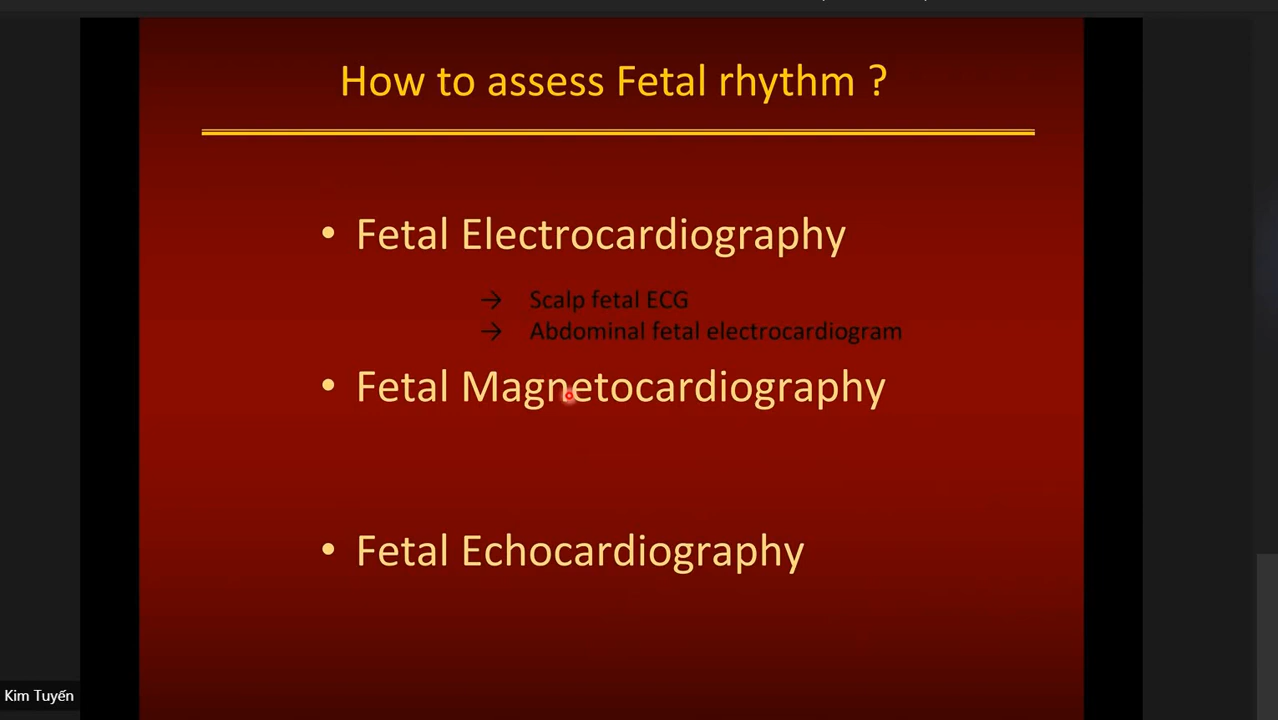 How to assess Fetal rhythm ?
• Fetal Electrocardiography
→ Scalp fetal ECG
→ Abdominal fetal electrocardiogram
• Fetal Magnetocardiography
• Fetal Echocardiography
Kim Tuyến